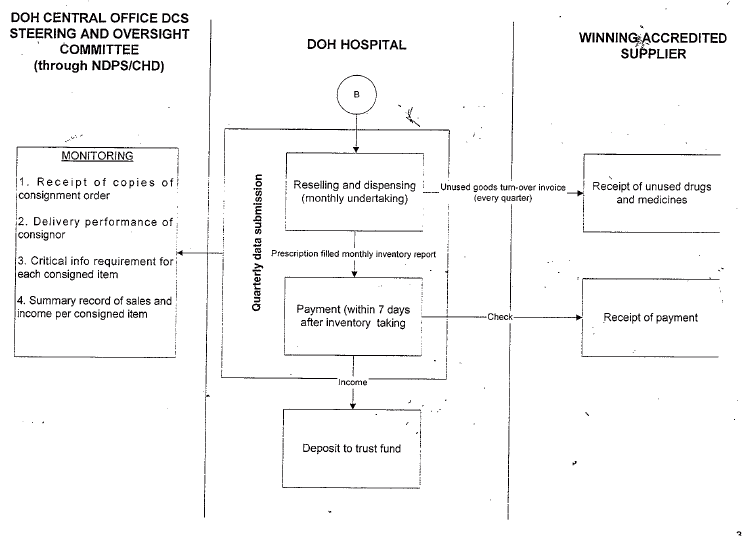 DOH CENTRAL OFFICE DCS
STEERING AND OVERSIGHT
COMMITTEE
(through NDPS/CHD)
DOH HOSPITAL
WINNING ACCREDITED
SUPPLIER
B
MONITORING
1. Receipt of copies of
consignment order
2. Delivery performance of
consignor
3. Critical info requirement for
each consigned item
4. Summary record of sales and
income per consigned item
Quarterly data submission
Reselling and dispensing
(monthly undertaking)
Unused goods turn-over invoice
(every quarter)
Receipt of unused drugs
and medicines
Prescription filled monthly inventory report
Payment (within 7 days
after inventory taking
Check
Receipt of payment
Income
Deposit to trust fund
3